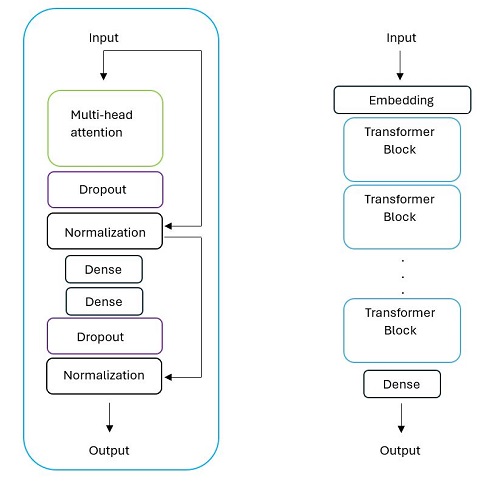 Input
Multi-head
attention
Dropout
Normalization
Dense
Dense
Dropout
Normalization
Output
Input
Embedding
Transformer
Block
Transformer
Block
.
.
.
Transformer
Block
Dense
Output